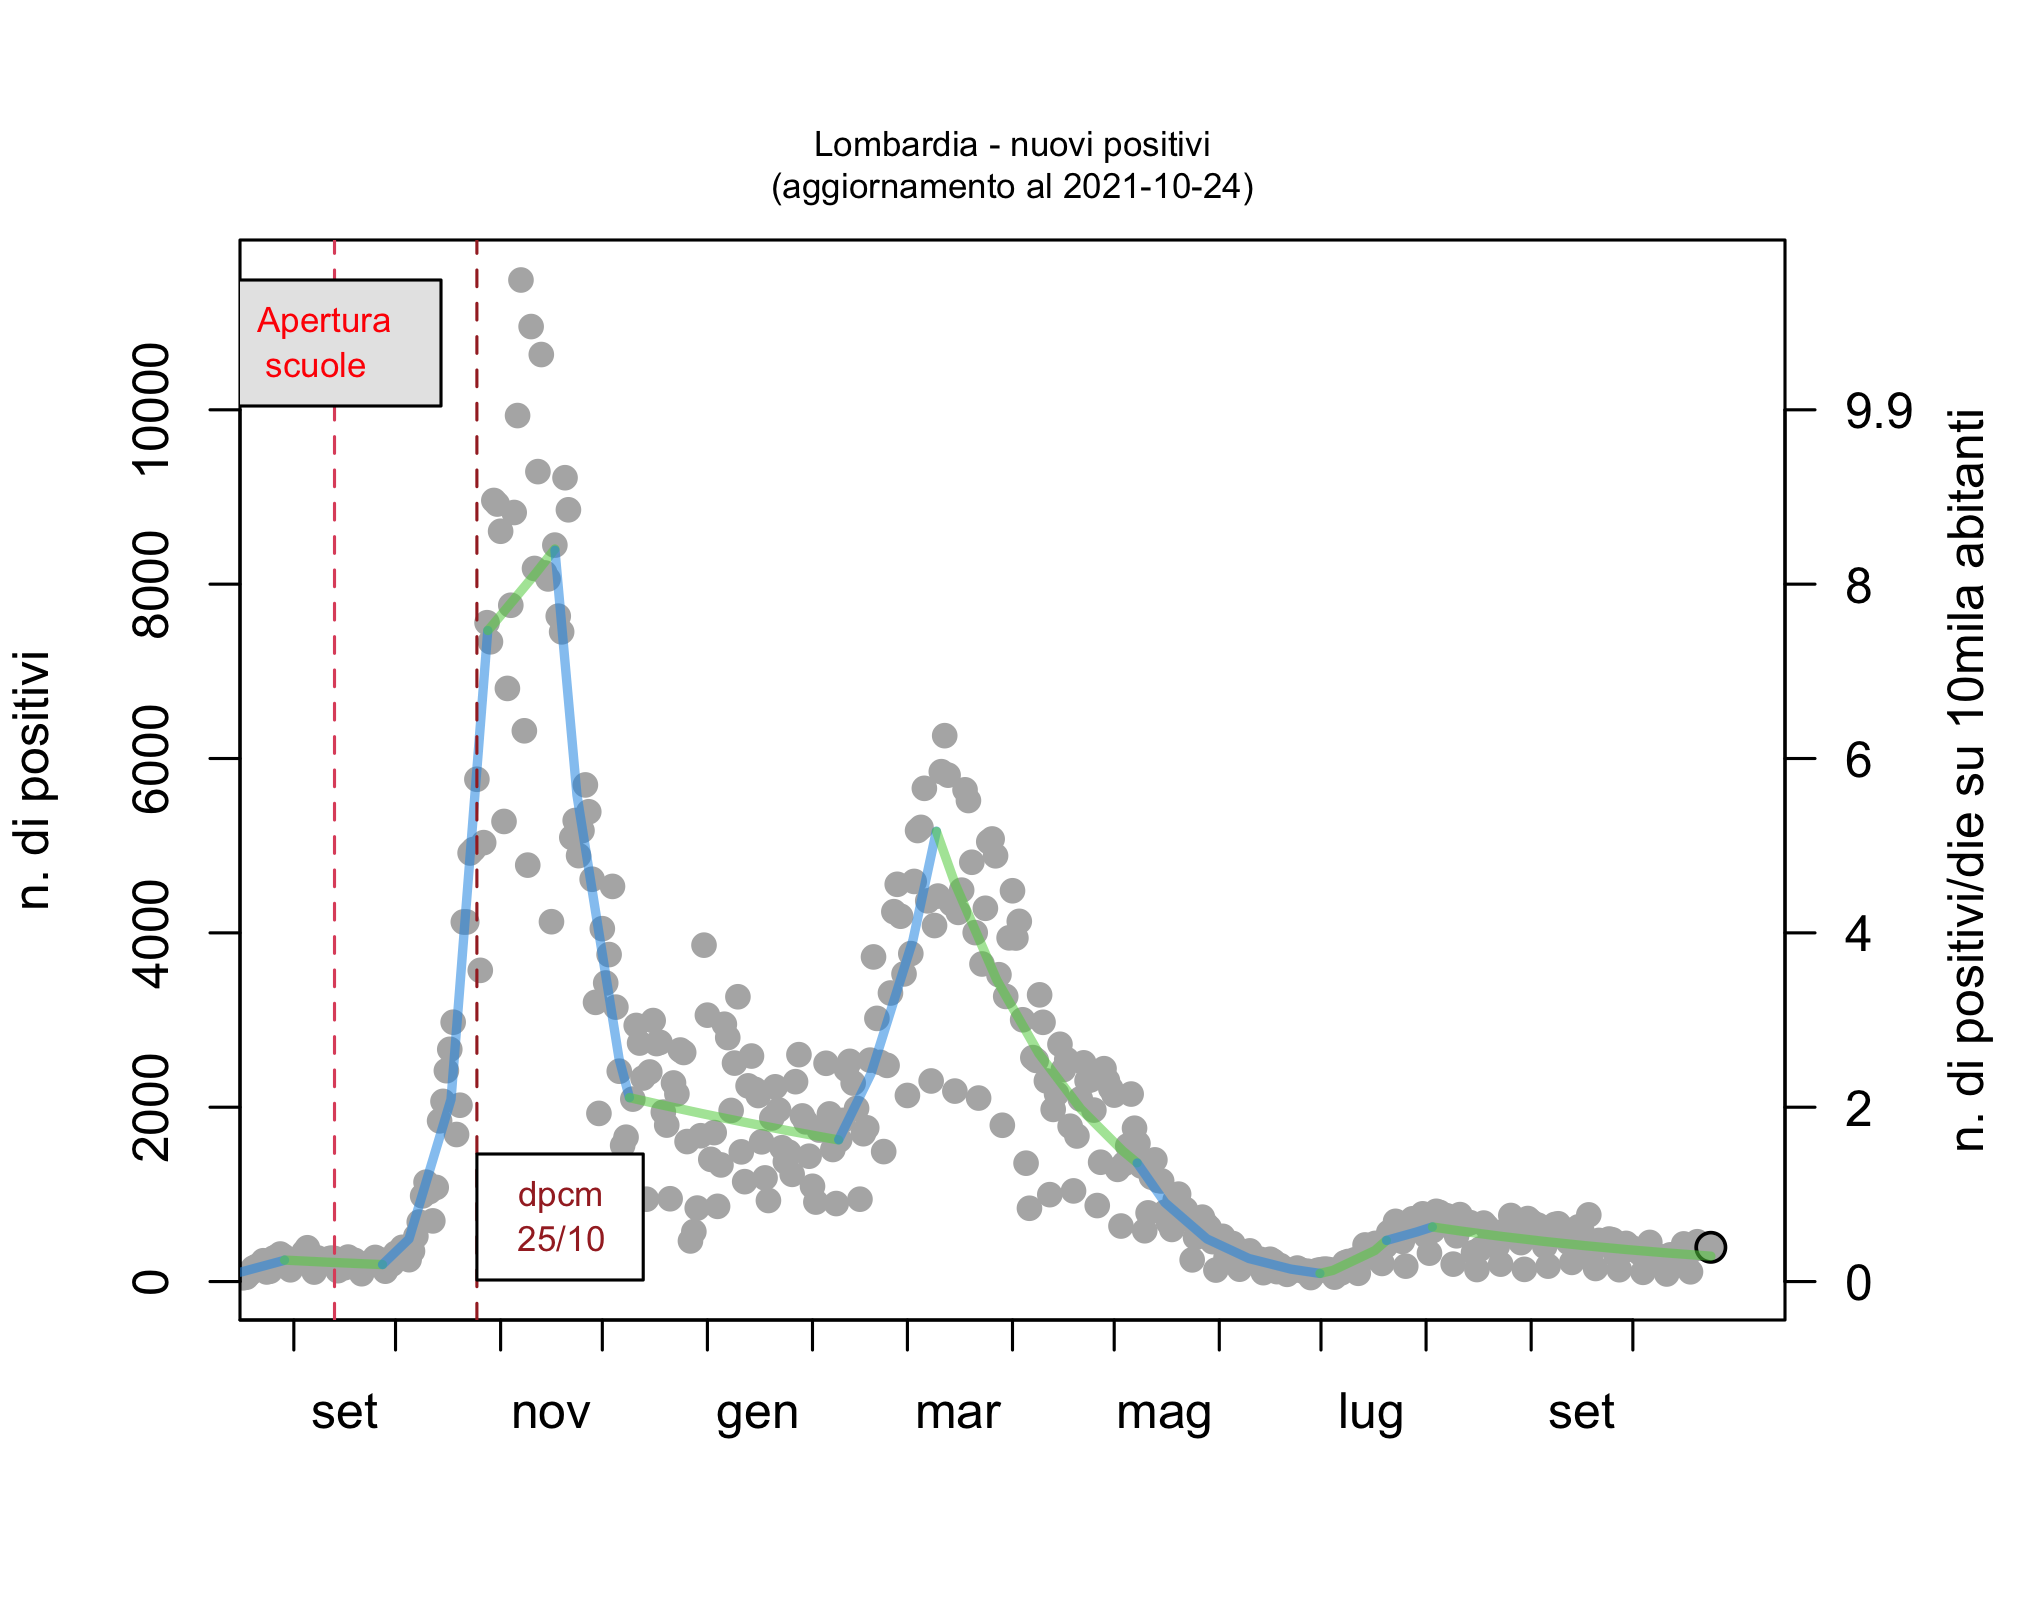 Lombardia - nuovi positivi
(aggiornamento al 2021-10-24)
Apertura
scuole
dpcm
25/10
n. di positivi
0
2000
4000
6000
8000
10000
0
2
4
6
8
9.9
n. di positivi/die su 10mila abitanti
set
nov
gen
mar
mag
lug
set